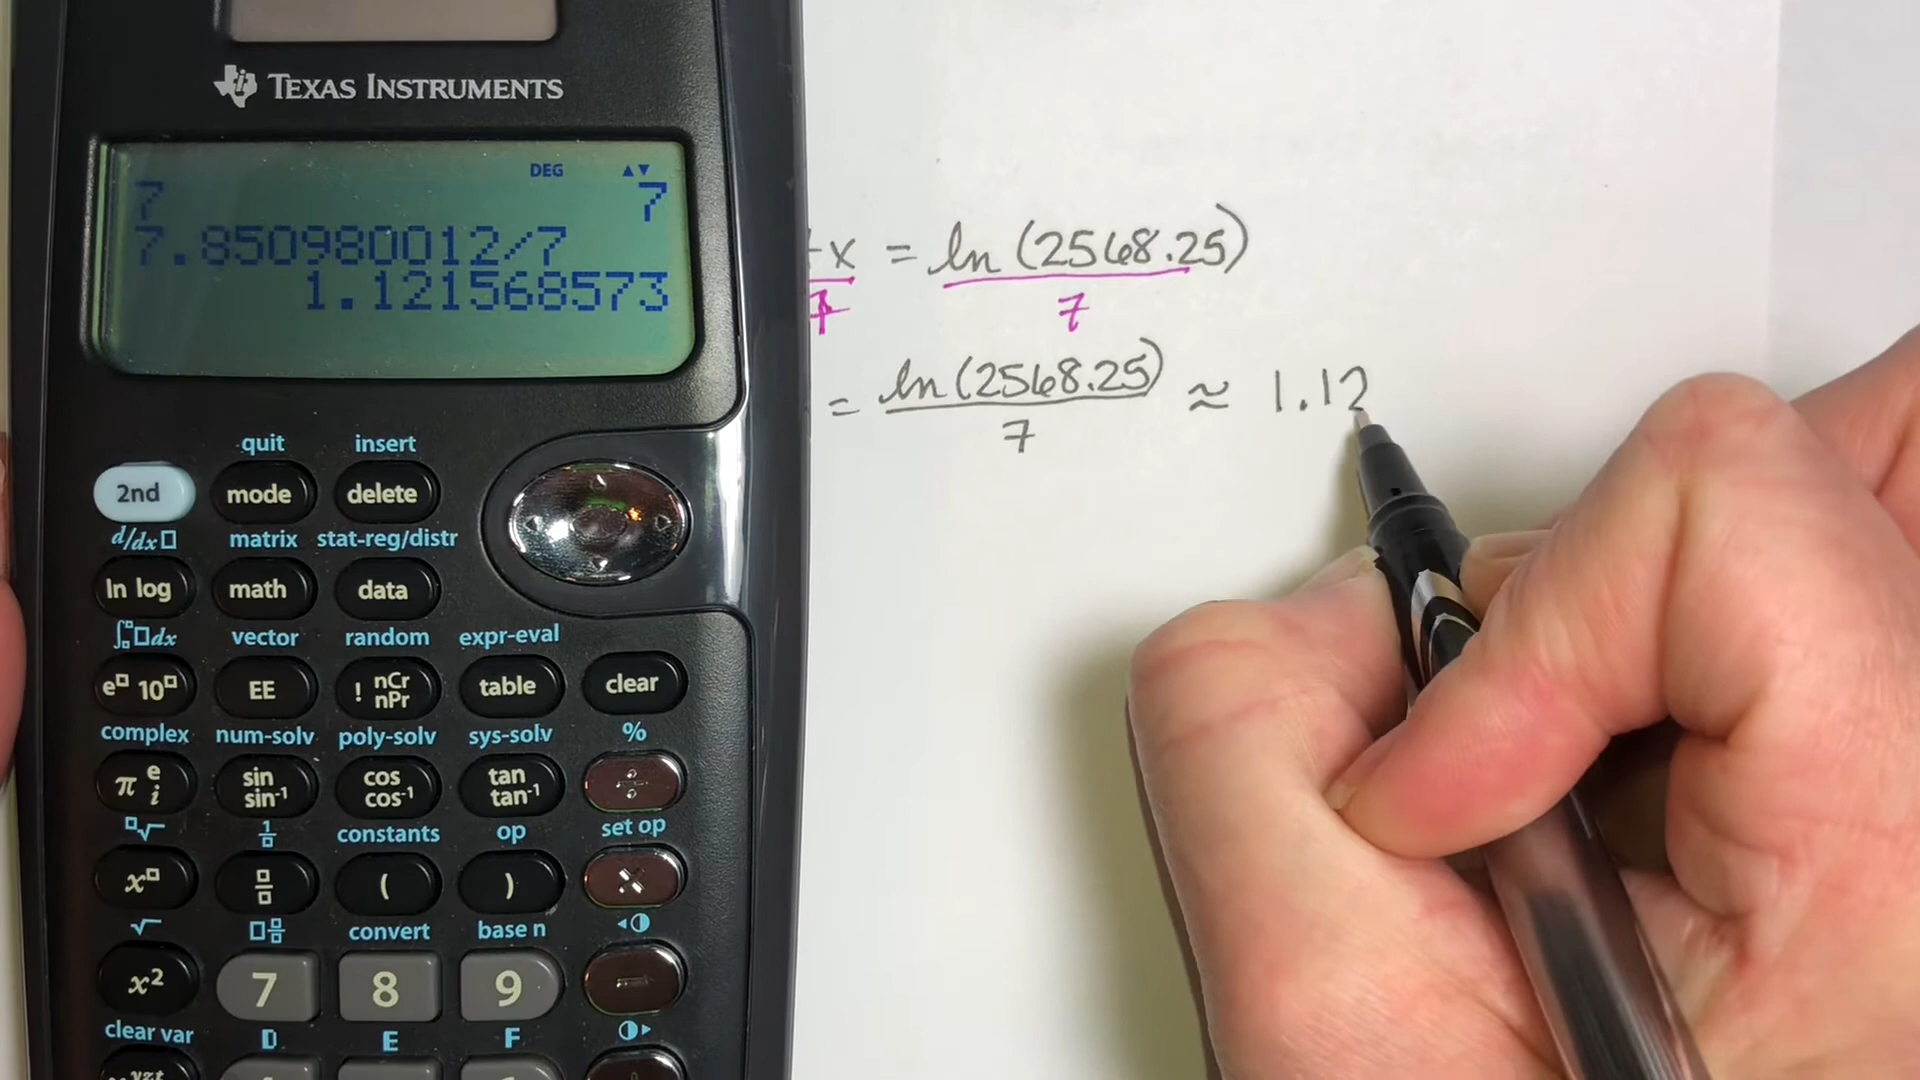 TEXAS INSTRUMENTS
DEG ▲▼
7 7
7.850980012/7
1.121568573
quit insert
2nd mode delete
d/dx□ matrix stat-reg/distr
ln log math data
∫□dx vector random expr-eval
e□ 10□ EE ! nCr nPr table clear
complex num-solv poly-solv sys-solv %
π e i sin sin-1 cos cos-1 tan tan-1 ÷
□√ 1/□ constants op set op
x□ □/□ ( ) ×
√ □□/□ convert base n ◂◑
x2 7 8 9 −
clear var D E F ◑▸
x = ln (2568.25)
7 7
= ln (2568.25) ≈ 1.12
7